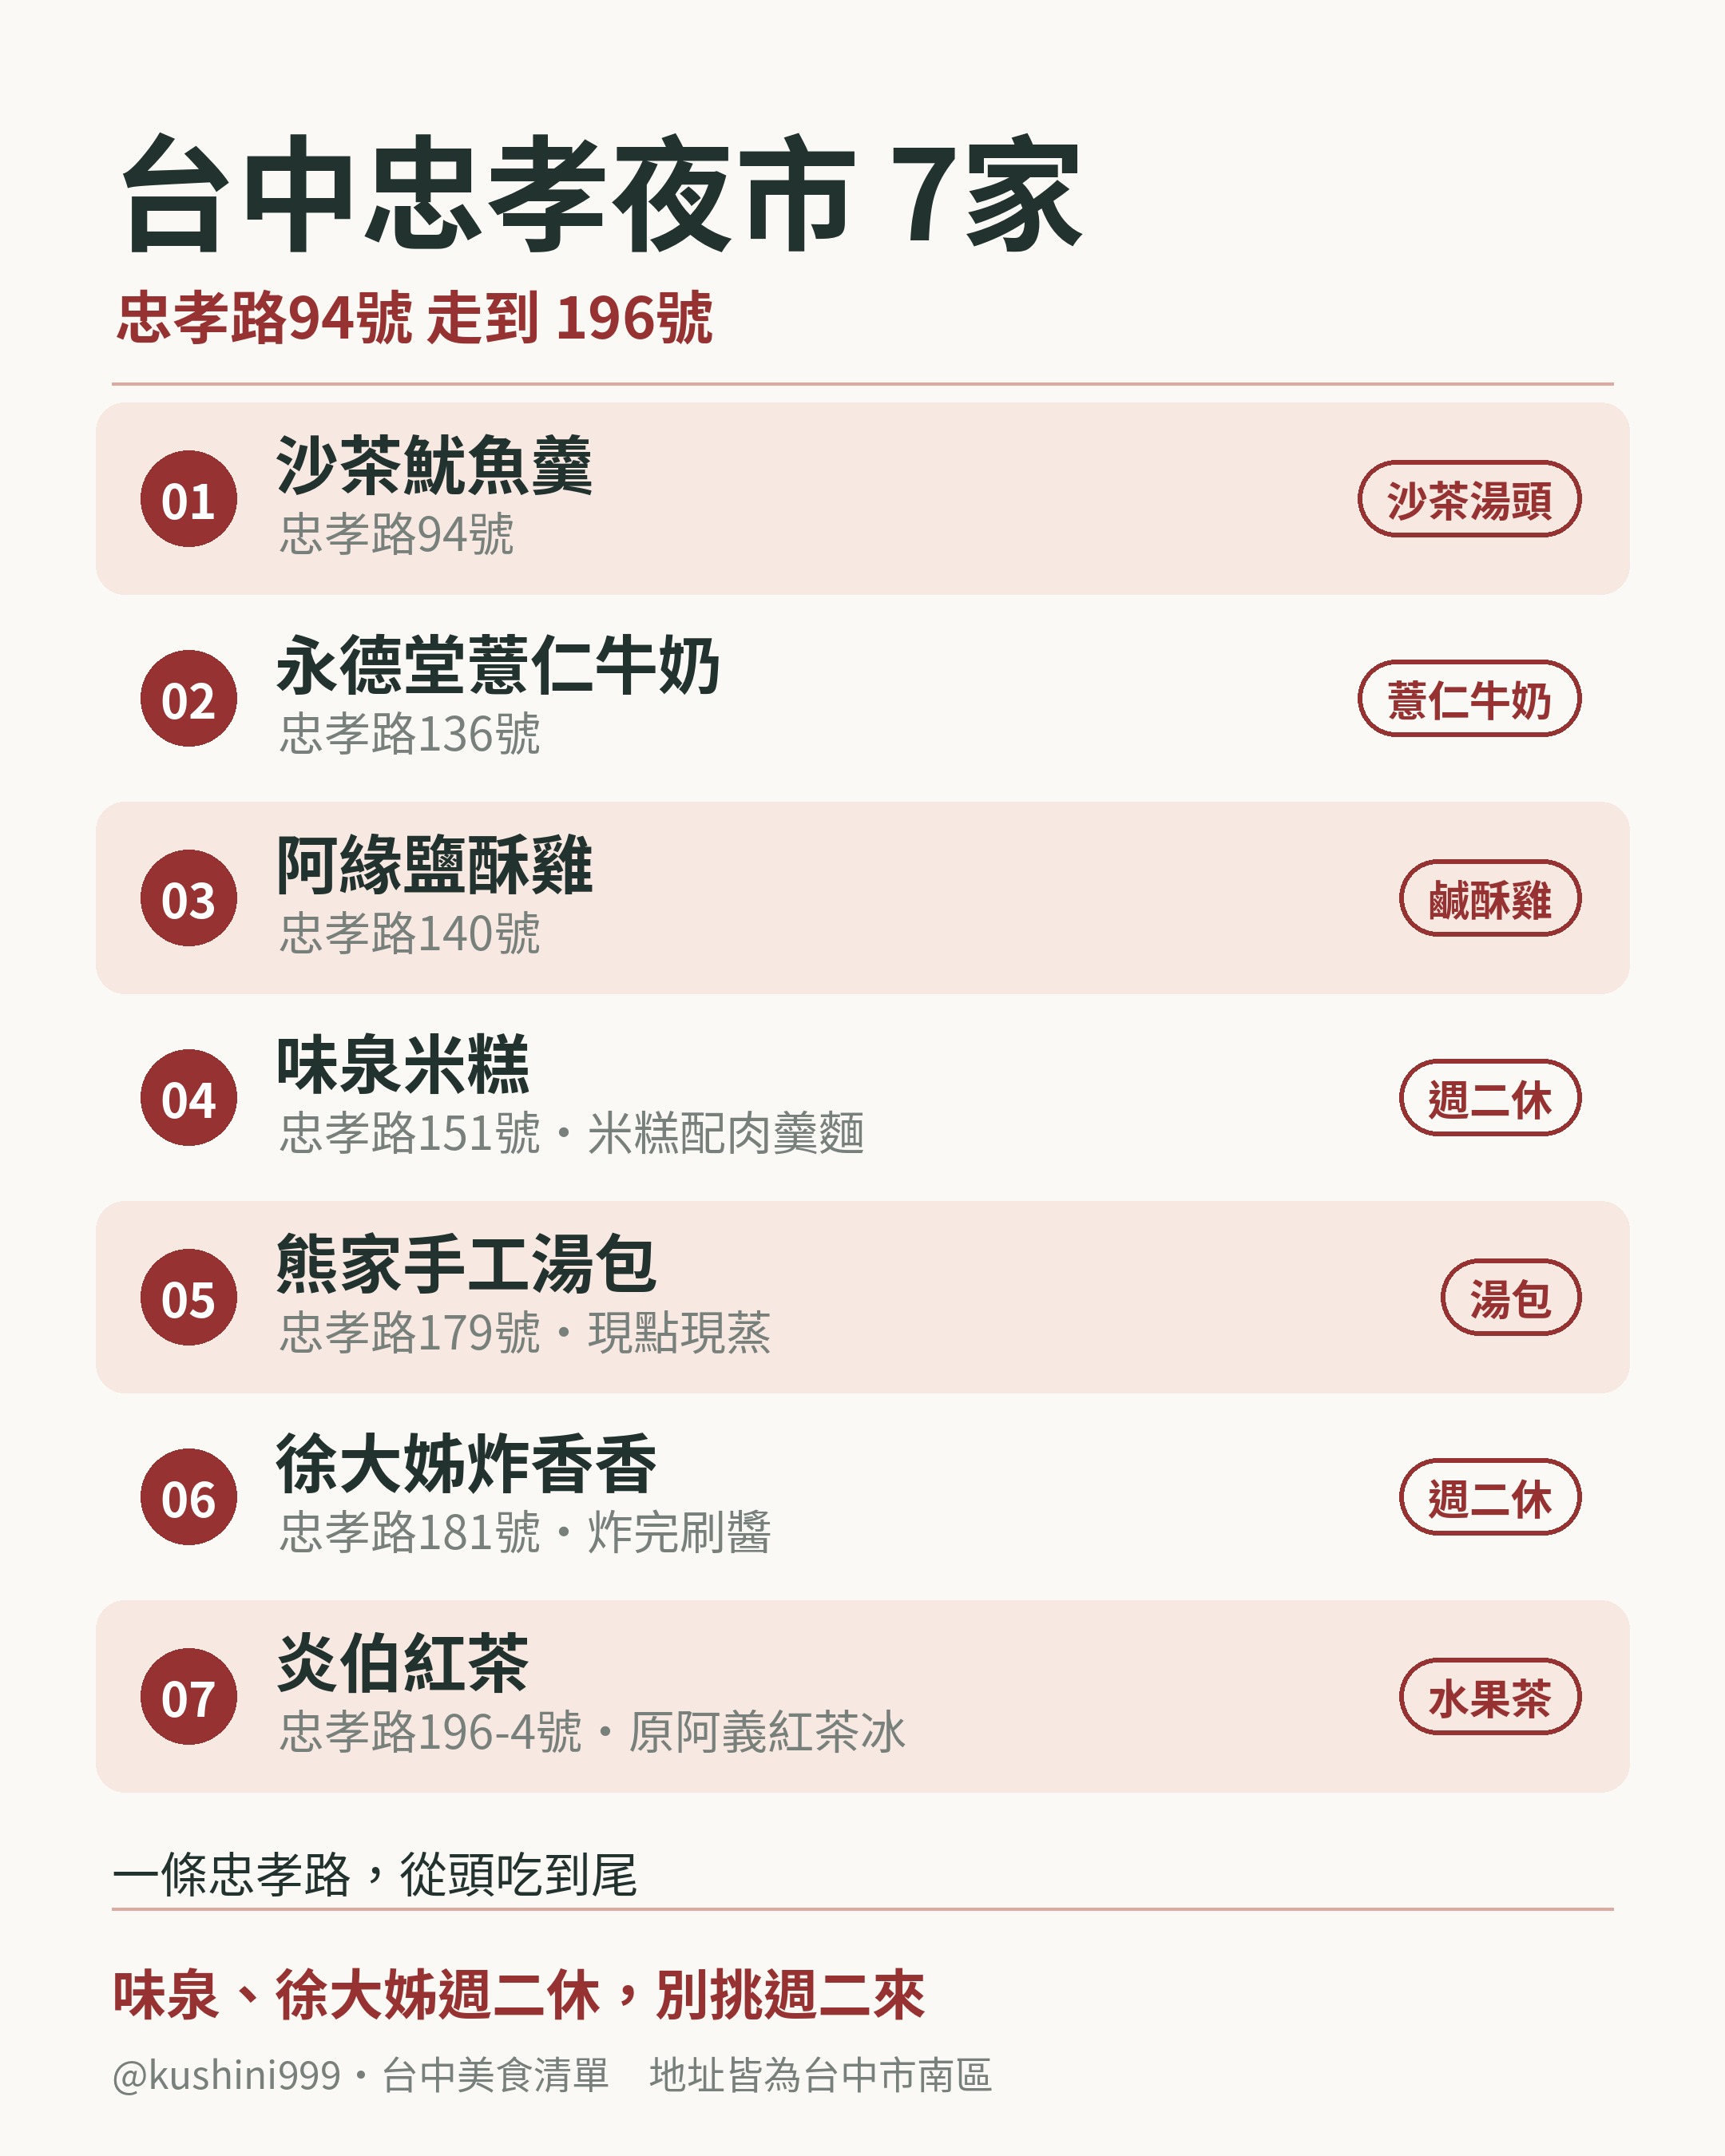 台中忠孝夜市 7家
忠孝路94號 走到 196號
01
沙茶魷魚羹
忠孝路94號
沙茶湯頭
02
永德堂薏仁牛奶
忠孝路136號
薏仁牛奶
03
阿緣鹽酥雞
忠孝路140號
鹹酥雞
04
味泉米糕
忠孝路151號・米糕配肉羹麵
週二休
05
熊家手工湯包
忠孝路179號・現點現蒸
湯包
06
徐大姊炸香香
忠孝路181號・炸完刷醬
週二休
07
炎伯紅茶
忠孝路196-4號・原阿義紅茶冰
水果茶
一條忠孝路，從頭吃到尾
味泉、徐大姊週二休，別挑週二來
@kushini999・台中美食清單　地址皆為台中市南區